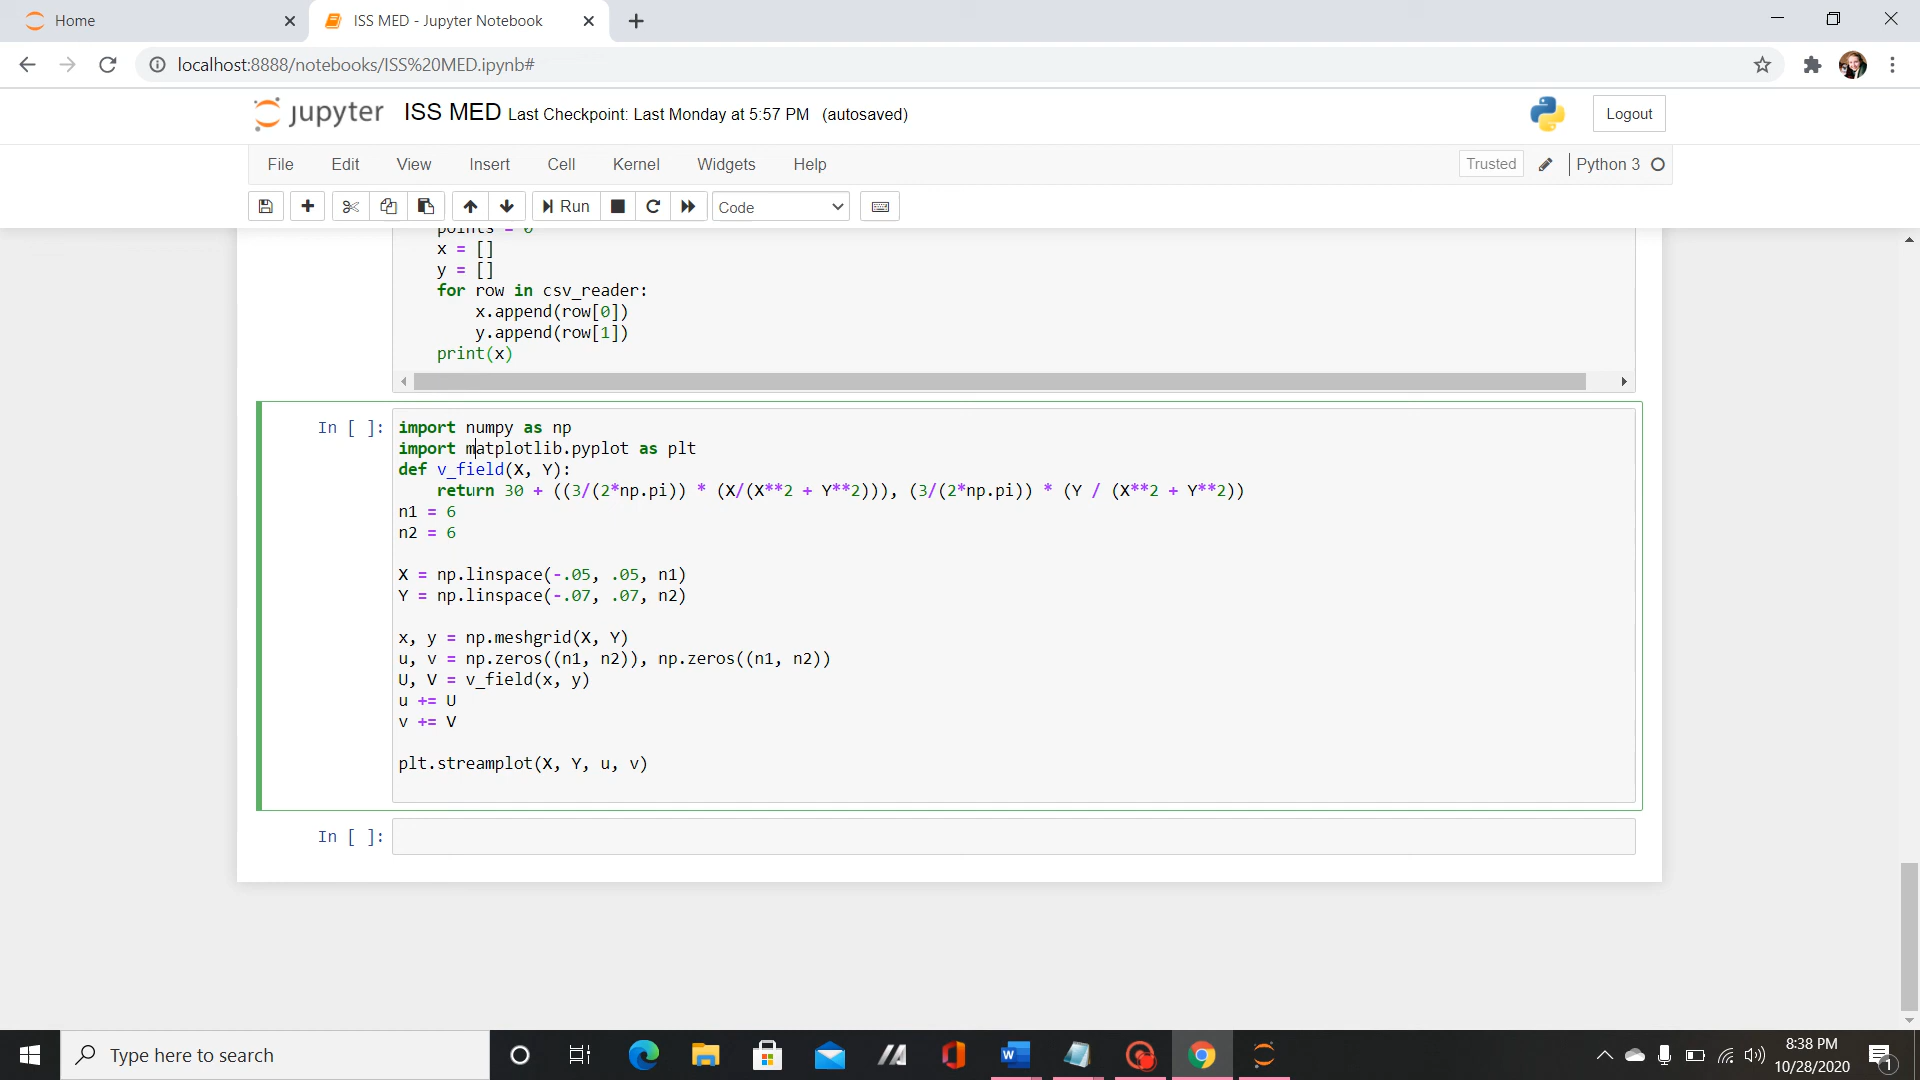 Home
ISS MED - Jupyter Notebook
localhost:8888/notebooks/ISS%20MED.ipynb#
jupyter ISS MED Last Checkpoint: Last Monday at 5:57 PM (autosaved)
Logout
File Edit View Insert Cell Kernel Widgets Help
Trusted Python 3
Run Code
points = 0
x = []
y = []
for row in csv_reader:
x.append(row[0])
y.append(row[1])
print(x)
In [ ]:
import numpy as np
import matplotlib.pyplot as plt
def v_field(X, Y):
return 30 + ((3/(2*np.pi)) * (X/(X**2 + Y**2))), (3/(2*np.pi)) * (Y / (X**2 + Y**2))
n1 = 6
n2 = 6
X = np.linspace(-.05, .05, n1)
Y = np.linspace(-.07, .07, n2)
x, y = np.meshgrid(X, Y)
u, v = np.zeros((n1, n2)), np.zeros((n1, n2))
U, V = v_field(x, y)
u += U
v += V
plt.streamplot(X, Y, u, v)
In [ ]:
Type here to search
8:38 PM
10/28/2020
1